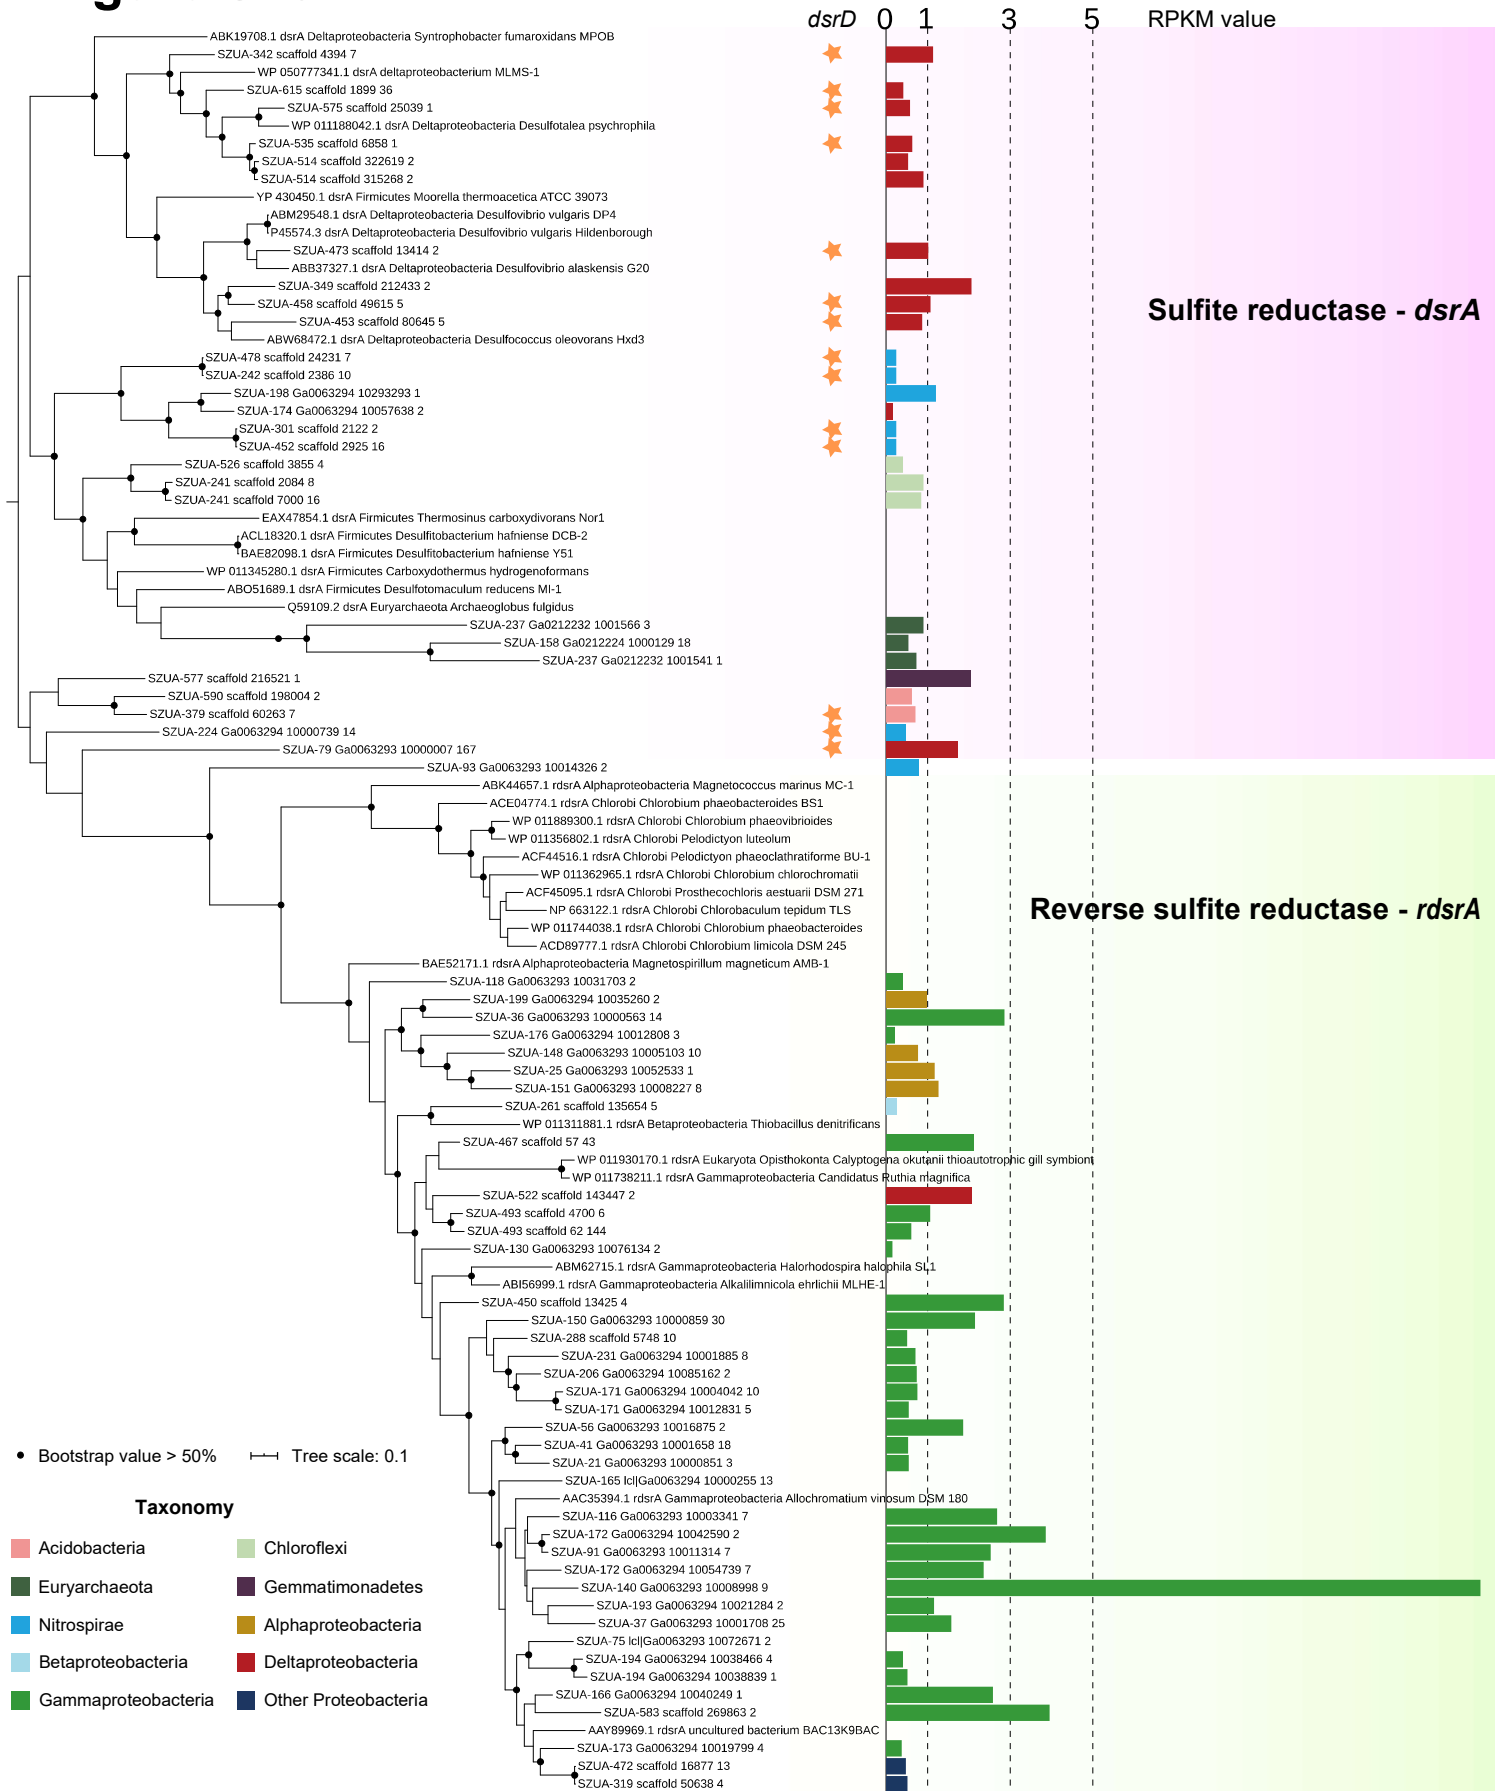 dsrD 0 1 3 5 RPKM value
ABK19708.1 dsrA Deltaproteobacteria Syntrophobacter fumaroxidans MPOB
SZUA-342 scaffold 4394 7
WP 050777341.1 dsrA deltaproteobacterium MLMS-1
SZUA-615 scaffold 1899 36
SZUA-575 scaffold 25039 1
WP 011188042.1 dsrA Deltaproteobacteria Desulfotalea psychrophila
SZUA-535 scaffold 6858 1
SZUA-514 scaffold 322619 2
SZUA-514 scaffold 315268 2
YP 430450.1 dsrA Firmicutes Moorella thermoacetica ATCC 39073
ABM29548.1 dsrA Deltaproteobacteria Desulfovibrio vulgaris DP4
P45574.3 dsrA Deltaproteobacteria Desulfovibrio vulgaris Hildenborough
SZUA-473 scaffold 13414 2
ABB37327.1 dsrA Deltaproteobacteria Desulfovibrio alaskensis G20
SZUA-349 scaffold 212433 2
SZUA-458 scaffold 49615 5
Sulfite reductase - dsrA
SZUA-453 scaffold 80645 5
ABW68472.1 dsrA Deltaproteobacteria Desulfococcus oleovorans Hxd3
SZUA-478 scaffold 24231 7
SZUA-242 scaffold 2386 10
SZUA-198 Ga0063294 10293293 1
SZUA-174 Ga0063294 10057638 2
SZUA-301 scaffold 2122 2
SZUA-452 scaffold 2925 16
SZUA-526 scaffold 3855 4
SZUA-241 scaffold 2084 8
SZUA-241 scaffold 7000 16
EAX47854.1 dsrA Firmicutes Thermosinus carboxydivorans Nor1
ACL18320.1 dsrA Firmicutes Desulfitobacterium hafniense DCB-2
BAE82098.1 dsrA Firmicutes Desulfitobacterium hafniense Y51
WP 011345280.1 dsrA Firmicutes Carboxydothermus hydrogenoformans
ABO51689.1 dsrA Firmicutes Desulfotomaculum reducens MI-1
Q59109.2 dsrA Euryarchaeota Archaeoglobus fulgidus
SZUA-237 Ga0212232 1001566 3
SZUA-158 Ga0212224 1000129 18
SZUA-237 Ga0212232 1001541 1
SZUA-577 scaffold 216521 1
SZUA-590 scaffold 198004 2
SZUA-379 scaffold 60263 7
SZUA-224 Ga0063294 10000739 14
SZUA-79 Ga0063293 10000007 167
SZUA-93 Ga0063293 10014326 2
ABK44657.1 rdsrA Alphaproteobacteria Magnetococcus marinus MC-1
ACE04774.1 rdsrA Chlorobi Chlorobium phaeobacteroides BS1
WP 011889300.1 rdsrA Chlorobi Chlorobium phaeovibrioides
WP 011356802.1 rdsrA Chlorobi Pelodictyon luteolum
ACF44516.1 rdsrA Chlorobi Pelodictyon phaeoclathratiforme BU-1
WP 011362965.1 rdsrA Chlorobi Chlorobium chlorochromatii
ACF45095.1 rdsrA Chlorobi Prosthecochloris aestuarii DSM 271
NP 663122.1 rdsrA Chlorobi Chlorobaculum tepidum TLS
Reverse sulfite reductase - rdsrA
WP 011744038.1 rdsrA Chlorobi Chlorobium phaeobacteroides
ACD89777.1 rdsrA Chlorobi Chlorobium limicola DSM 245
BAE52171.1 rdsrA Alphaproteobacteria Magnetospirillum magneticum AMB-1
SZUA-118 Ga0063293 10031703 2
SZUA-199 Ga0063294 10035260 2
SZUA-36 Ga0063293 10000563 14
SZUA-176 Ga0063294 10012808 3
SZUA-148 Ga0063293 10005103 10
SZUA-25 Ga0063293 10052533 1
SZUA-151 Ga0063293 10008227 8
SZUA-261 scaffold 135654 5
WP 011311881.1 rdsrA Betaproteobacteria Thiobacillus denitrificans
SZUA-467 scaffold 57 43
WP 011930170.1 rdsrA Eukaryota Opisthokonta Calyptogena okutanii thioautotrophic gill symbiont
WP 011738211.1 rdsrA Gammaproteobacteria Candidatus Ruthia magnifica
SZUA-522 scaffold 143447 2
SZUA-493 scaffold 4700 6
SZUA-493 scaffold 62 144
SZUA-130 Ga0063293 10076134 2
ABM62715.1 rdsrA Gammaproteobacteria Halorhodospira halophila SL1
ABI56999.1 rdsrA Gammaproteobacteria Alkalilimnicola ehrlichii MLHE-1
SZUA-450 scaffold 13425 4
SZUA-150 Ga0063293 10000859 30
SZUA-288 scaffold 5748 10
SZUA-231 Ga0063294 10001885 8
SZUA-206 Ga0063294 10085162 2
SZUA-171 Ga0063294 10004042 10
SZUA-171 Ga0063294 10012831 5
SZUA-56 Ga0063293 10016875 2
SZUA-41 Ga0063293 10001658 18
SZUA-21 Ga0063293 10000851 3
Bootstrap value > 50% Tree scale: 0.1
SZUA-165 lcl|Ga0063294 10000255 13
AAC35394.1 rdsrA Gammaproteobacteria Allochromatium vinosum DSM 180
SZUA-116 Ga0063293 10003341 7
SZUA-172 Ga0063294 10042590 2
SZUA-91 Ga0063293 10011314 7
SZUA-172 Ga0063294 10054739 7
SZUA-140 Ga0063293 10008998 9
SZUA-193 Ga0063294 10021284 2
SZUA-37 Ga0063293 10001708 25
SZUA-75 lcl|Ga0063293 10072671 2
SZUA-194 Ga0063294 10038466 4
SZUA-194 Ga0063294 10038839 1
SZUA-166 Ga0063294 10040249 1
SZUA-583 scaffold 269863 2
AAY89969.1 rdsrA uncultured bacterium BAC13K9BAC
SZUA-173 Ga0063294 10019799 4
SZUA-472 scaffold 16877 13
SZUA-319 scaffold 50638 4
Taxonomy
Acidobacteria Chloroflexi
Euryarchaeota Gemmatimonadetes
Nitrospirae Alphaproteobacteria
Betaproteobacteria Deltaproteobacteria
Gammaproteobacteria Other Proteobacteria